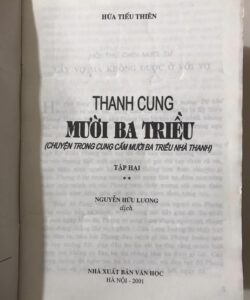 HỨA TIẾU THIÊN
THANH CUNG
MƯỜI BA TRIỀU
(CHUYỆN TRONG CUNG CẤM MƯỜI BA TRIỀU NHÀ THANH)
TẬP HAI
**
NGUYỄN HỮU LƯƠNG
dịch
NHÀ XUẤT BẢN VĂN HỌC
HÀ NỘI - 2001